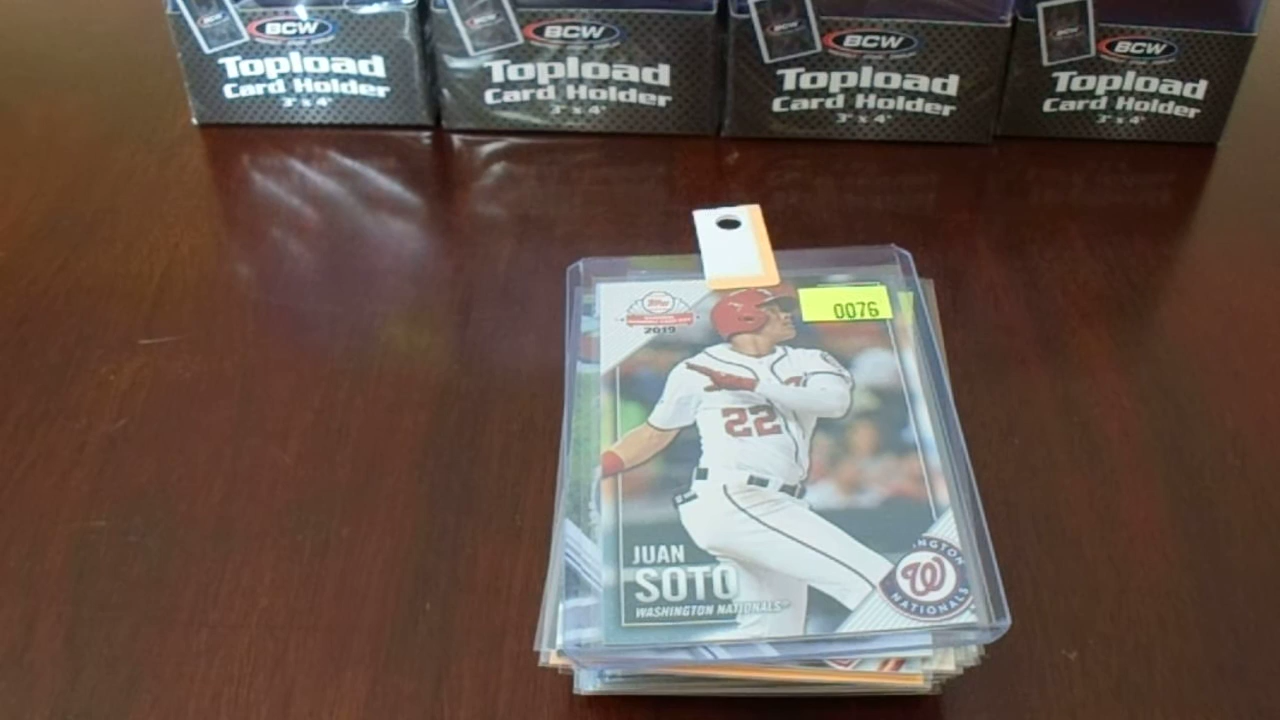 BCW
Topload
Card Holder
3" x 4"
BCW
Topload
Card Holder
3" x 4"
BCW
Topload
Card Holder
3" x 4"
BCW
Topload
Card Holder
3" x 4"
Topps
2019
0076
22
JUAN
SOTO
WASHINGTON NATIONALS
INGTON
W
NATIONALS